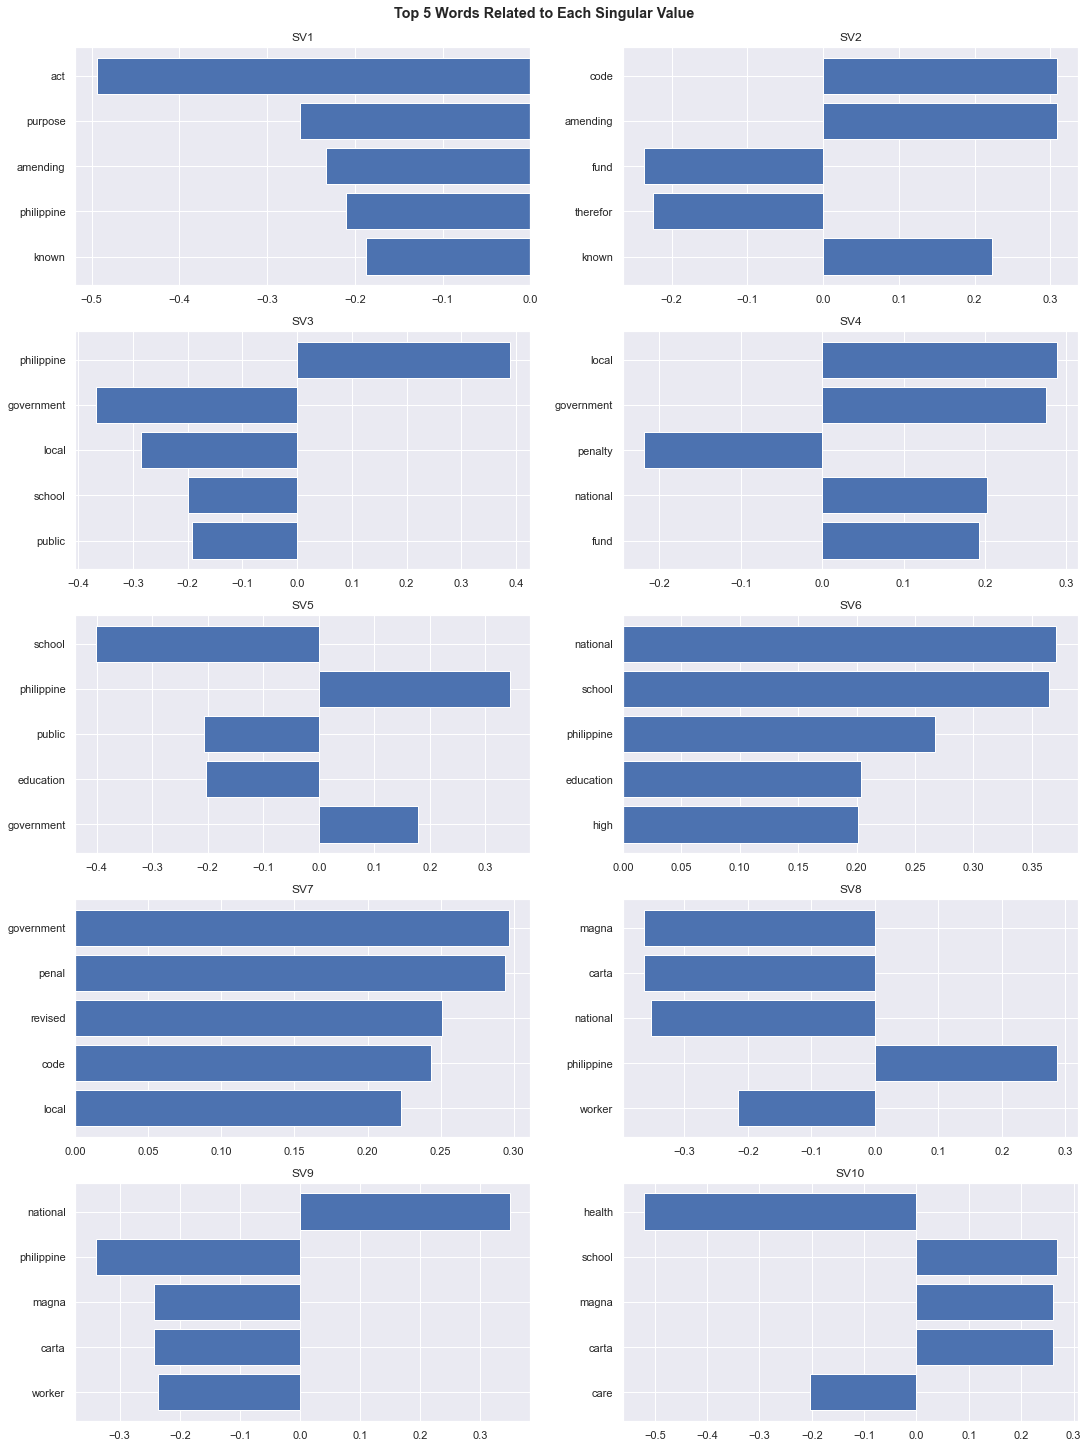 Top 5 Words Related to Each Singular Value
SV1
act
purpose
amending
philippine
known
−0.5 −0.4 −0.3 −0.2 −0.1 0.0
SV2
code
amending
fund
therefor
known
−0.2 −0.1 0.0 0.1 0.2 0.3
SV3
philippine
government
local
school
public
−0.4 −0.3 −0.2 −0.1 0.0 0.1 0.2 0.3 0.4
SV4
local
government
penalty
national
fund
−0.2 −0.1 0.0 0.1 0.2 0.3
SV5
school
philippine
public
education
government
−0.4 −0.3 −0.2 −0.1 0.0 0.1 0.2 0.3
SV6
national
school
philippine
education
high
0.00 0.05 0.10 0.15 0.20 0.25 0.30 0.35
SV7
government
penal
revised
code
local
0.00 0.05 0.10 0.15 0.20 0.25 0.30
SV8
magna
carta
national
philippine
worker
−0.3 −0.2 −0.1 0.0 0.1 0.2 0.3
SV9
national
philippine
magna
carta
worker
−0.3 −0.2 −0.1 0.0 0.1 0.2 0.3
SV10
health
school
magna
carta
care
−0.5 −0.4 −0.3 −0.2 −0.1 0.0 0.1 0.2 0.3